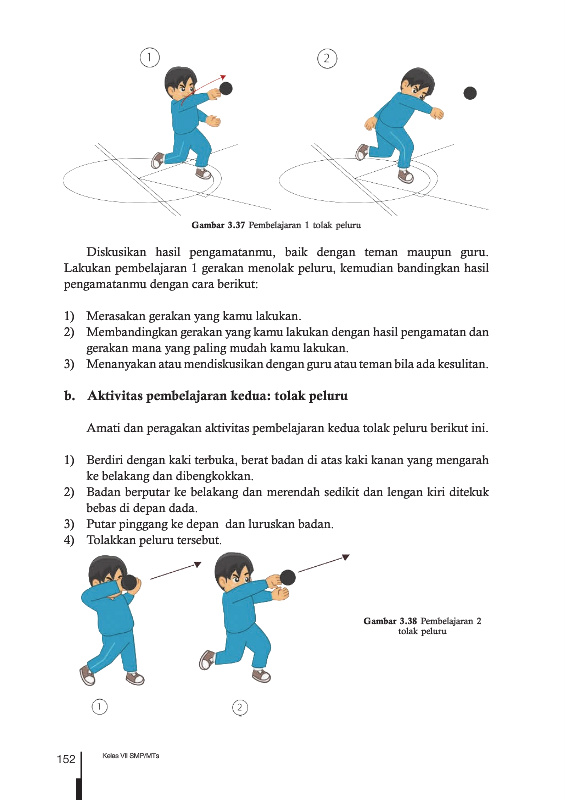 1
2
Gambar 3.37 Pembelajaran 1 tolak peluru
Diskusikan hasil pengamatanmu, baik dengan teman maupun guru.
Lakukan pembelajaran 1 gerakan menolak peluru, kemudian bandingkan hasil
pengamatanmu dengan cara berikut:
1) Merasakan gerakan yang kamu lakukan.
2) Membandingkan gerakan yang kamu lakukan dengan hasil pengamatan dan
gerakan mana yang paling mudah kamu lakukan.
3) Menanyakan atau mendiskusikan dengan guru atau teman bila ada kesulitan.
b. Aktivitas pembelajaran kedua: tolak peluru
Amati dan peragakan aktivitas pembelajaran kedua tolak peluru berikut ini.
1) Berdiri dengan kaki terbuka, berat badan di atas kaki kanan yang mengarah
ke belakang dan dibengkokkan.
2) Badan berputar ke belakang dan merendah sedikit dan lengan kiri ditekuk
bebas di depan dada.
3) Putar pinggang ke depan dan luruskan badan.
4) Tolakkan peluru tersebut.
Gambar 3.38 Pembelajaran 2
tolak peluru
1
2
152
Kelas VII SMP/MTs